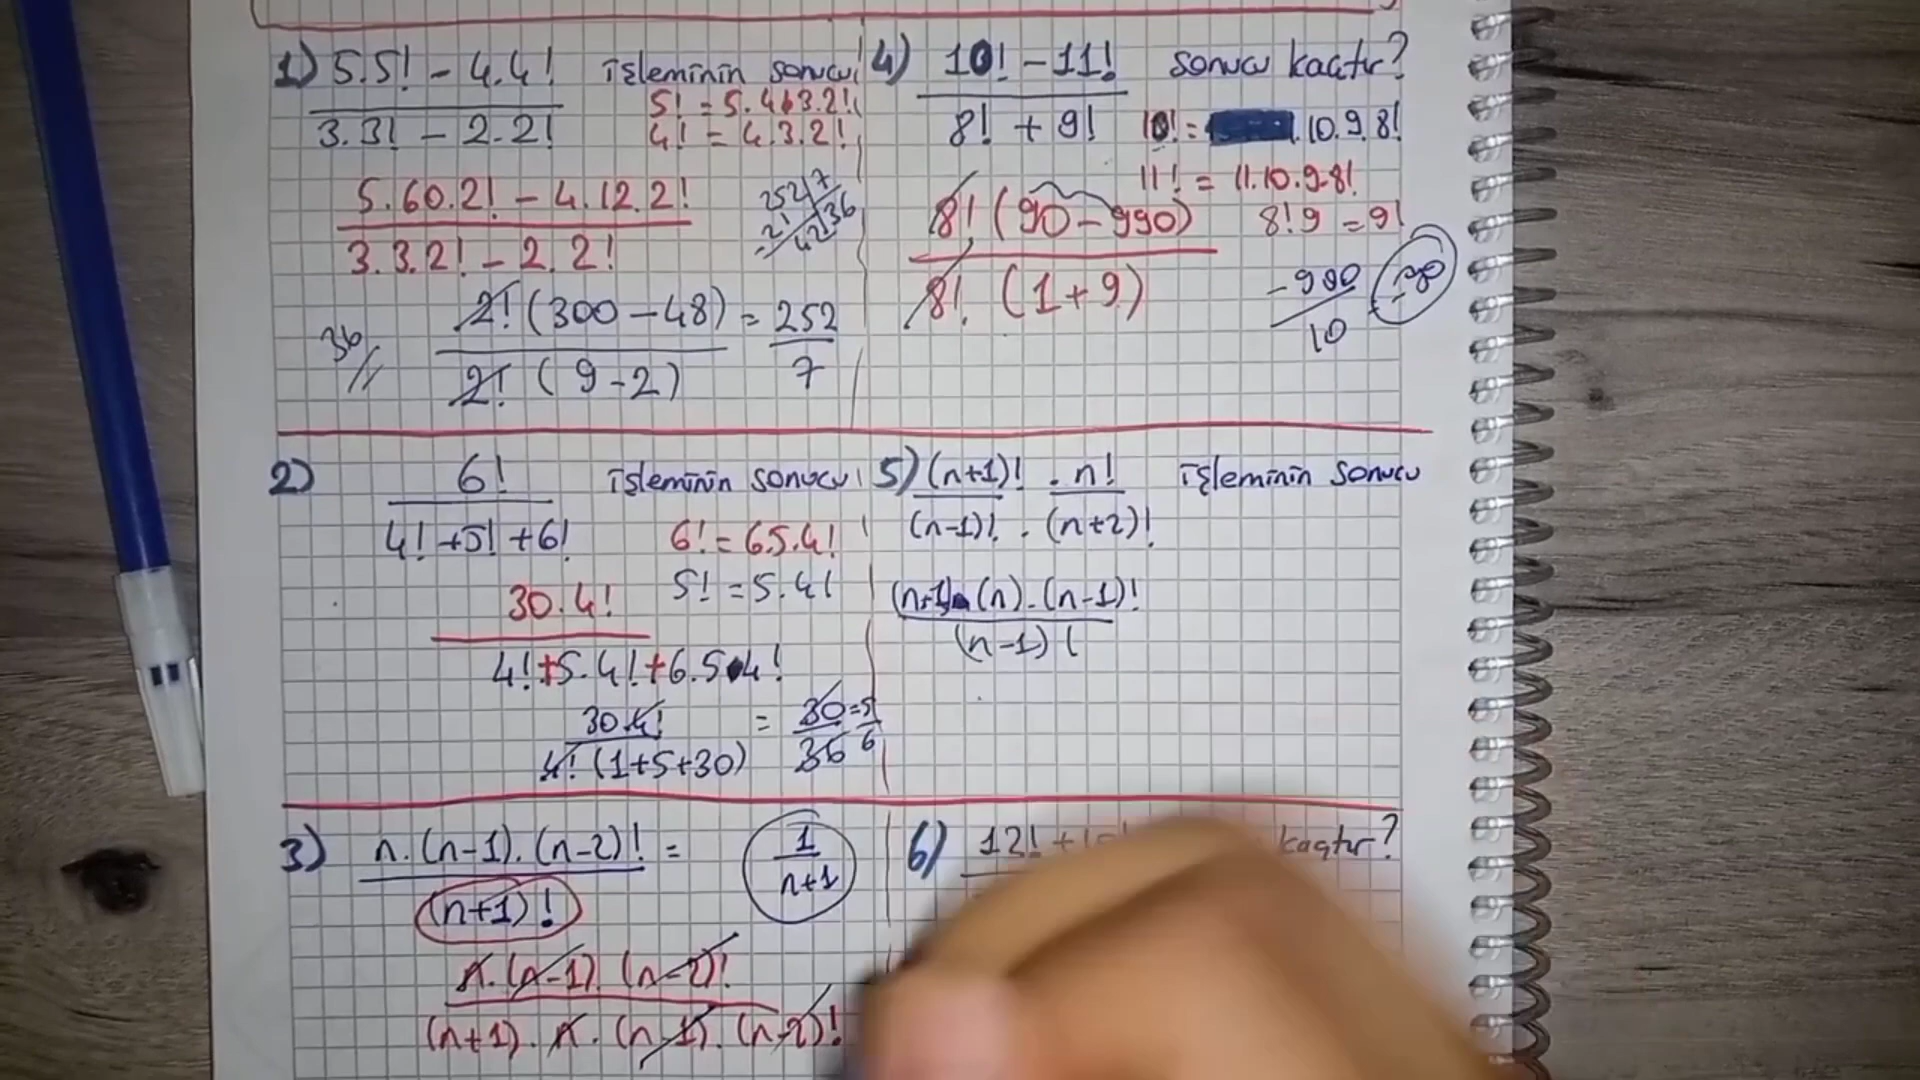 1) 5.5! - 4.4! işleminin sonucu
3.3! - 2.2!
5! = 5.4.3.2!
4! = 4.3.2!
5.60.2! - 4.12.2!
3.3.2! - 2.2!
252 7
- 21 36
42
2! (300 - 48) = 252
2! (9 - 2) 7
36 //
4) 10! - 11! sonucu kaçtır?
8! + 9!
10! = .10.9.8!
11! = 11.10.9.8!
8! (90 - 990) 8! 9 = 9!
8! (1 + 9)
- 900
10
- 90
2) 6! işleminin sonucu
4! + 5! + 6!
6! = 6.5.4!
5! = 5.4!
30.4!
4! + 5.4! + 6.5.4!
30.4! = 30 = 5
4! (1+5+30) 36 6
5) (n+1)! . n! işleminin sonucu
(n-1)! . (n+2)!
(n+1). (n). (n-1)!
(n-1) (
3) n. (n-1). (n-2)! = 1
(n+1)! n+1
n. (n-1) (n-2)!
(n+1). n. (n-1). (n-2)!
6) 12! + kaçtır?